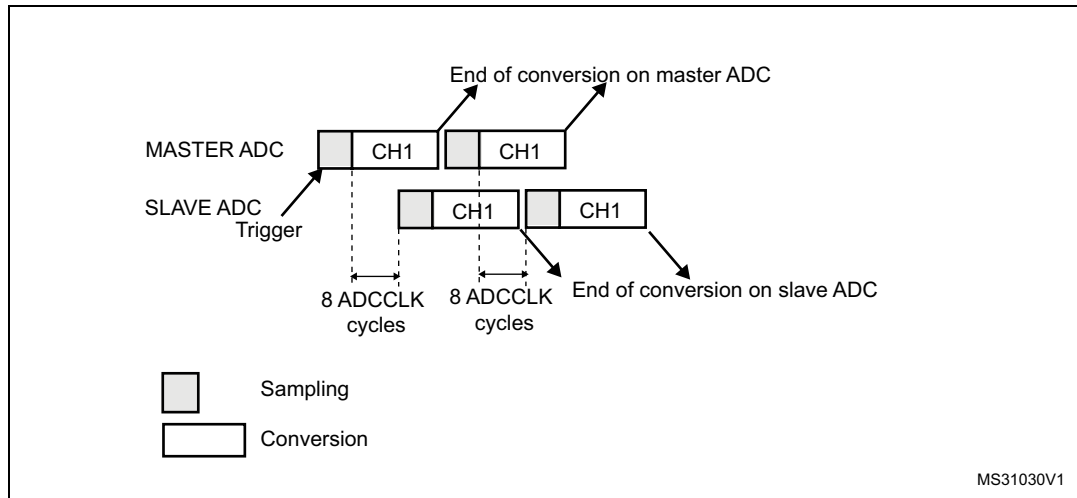 End of conversion on master ADC
MASTER ADC
CH1
CH1
SLAVE ADC
CH1
CH1
Trigger
8 ADCCLK
cycles
8 ADCCLK
cycles
End of conversion on slave ADC
Sampling
Conversion
MS31030V1